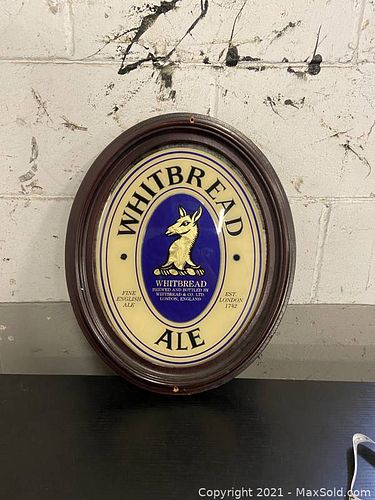 WHITBREAD
WHITBREAD
BREWED AND BOTTLED BY
WHITBREAD & CO. LTD
LONDON, ENGLAND
FINE
ENGLISH
ALE
EST.
LONDON
1742
ALE
Copyright © 2021 - MaxSold.com